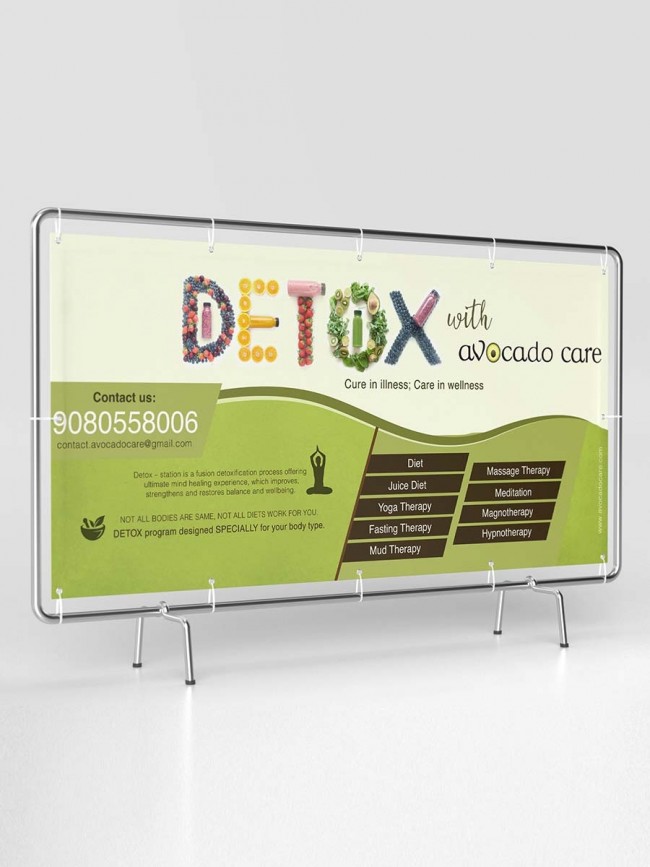 DETOX with
avocado care
Cure in illness; Care in wellness
Contact us:
9080558006
contact.avocadocare@gmail.com
Detox – station is a fusion detoxification process offering
ultimate mind healing experience, which improves,
strengthens and restores balance and wellbeing.
NOT ALL BODIES ARE SAME, NOT ALL DIETS WORK FOR YOU.
DETOX program designed SPECIALLY for your body type.
Diet
Juice Diet
Yoga Therapy
Fasting Therapy
Mud Therapy
Massage Therapy
Meditation
Magnotherapy
Hypnotherapy
www.avocadocare.com